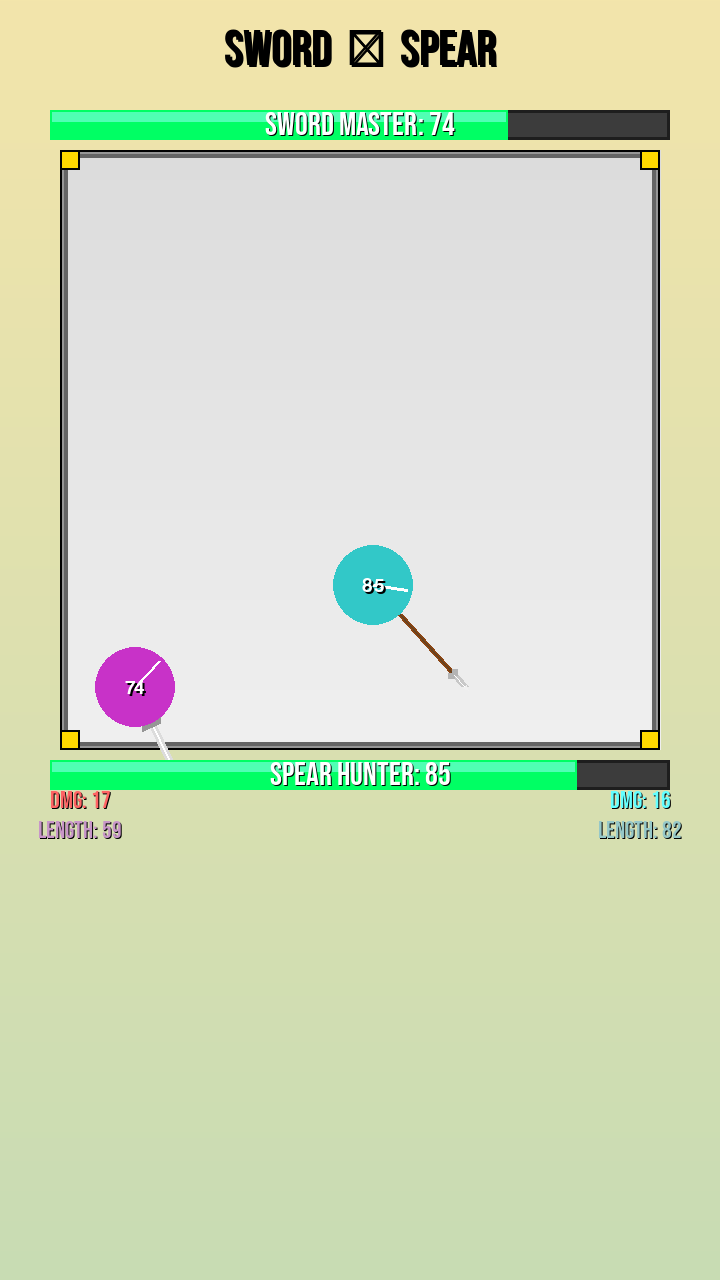 SWORD SPEAR
SWORD MASTER: 74
85
74
SPEAR HUNTER: 85
DMG: 17
DMG: 16
LENGTH: 59
LENGTH: 82